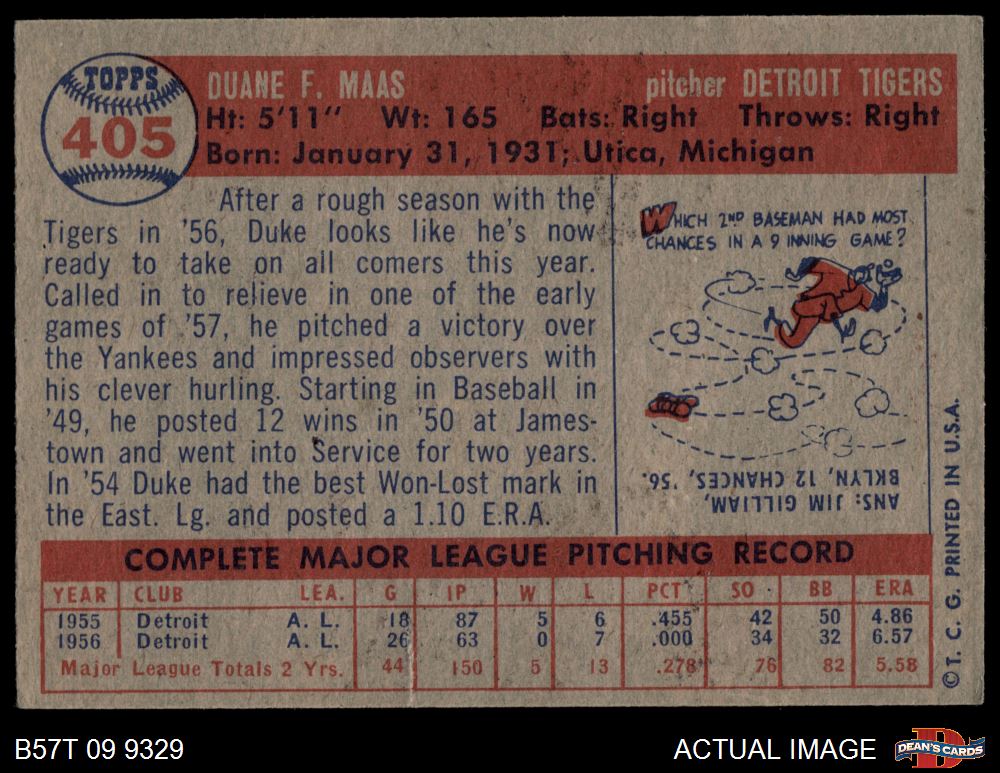 TOPPS
405
DUANE F. MAAS pitcher DETROIT TIGERS
Ht: 5'11" Wt: 165 Bats: Right Throws: Right
Born: January 31, 1931; Utica, Michigan
After a rough season with the
Tigers in '56, Duke looks like he's now
ready to take on all comers this year.
Called in to relieve in one of the early
games of '57, he pitched a victory over
the Yankees and impressed observers with
his clever hurling. Starting in Baseball in
'49, he posted 12 wins in '50 at James-
town and went into Service for two years.
In '54 Duke had the best Won-Lost mark in
the East. Lg. and posted a 1.10 E.R.A.
WHICH 2ND BASEMAN HAD MOST
CHANCES IN A 9 INNING GAME?
ANS: JIM GILLIAM,
BKLYN, 12 CHANCES, '56.
COMPLETE MAJOR LEAGUE PITCHING RECORD
YEAR CLUB LEA. G IP W L PCT SO BB ERA
1955 Detroit A. L. 18 87 5 6 .455 42 50 4.86
1956 Detroit A. L. 26 63 0 7 .000 34 32 6.57
Major League Totals 2 Yrs. 44 150 5 13 .278 76 82 5.58
© T. C. G. PRINTED IN U.S.A.
B57T 09 9329
ACTUAL IMAGE
DEAN'S CARDS